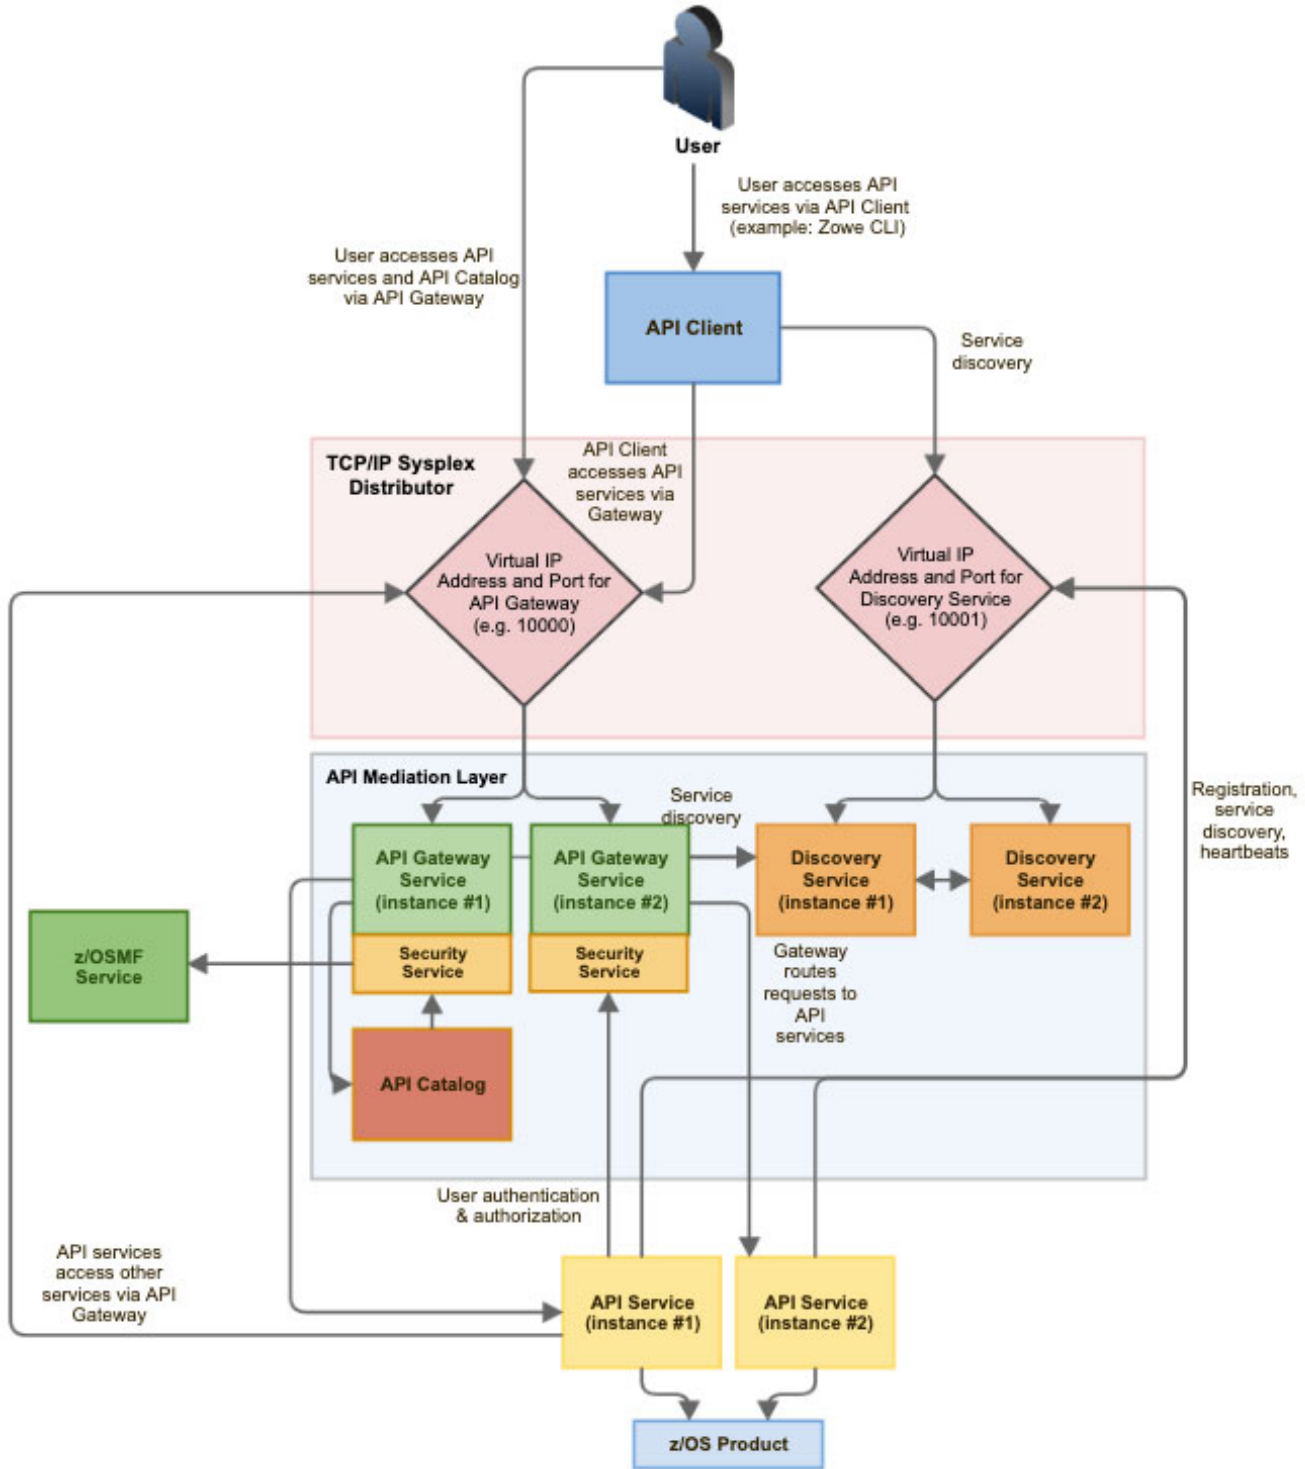 User
User accesses API
services via API Client
(example: Zowe CLI)
User accesses API
services and API Catalog
via API Gateway
API Client
Service
discovery
TCP/IP Sysplex
Distributor
API Client
accesses API
services via
Gateway
Virtual IP
Address and Port for
API Gateway
(e.g. 10000)
Virtual IP
Address and Port for
Discovery Service
(e.g. 10001)
API Mediation Layer
Service
discovery
Registration,
service
discovery,
heartbeats
API Gateway
Service
(instance #1)
API Gateway
Service
(instance #2)
Discovery
Service
(instance #1)
Discovery
Service
(instance #2)
z/OSMF
Service
Security
Service
Security
Service
Gateway
routes
requests to
API
services
API Catalog
User authentication
& authorization
API services
access other
services via API
Gateway
API Service
(instance #1)
API Service
(instance #2)
z/OS Product